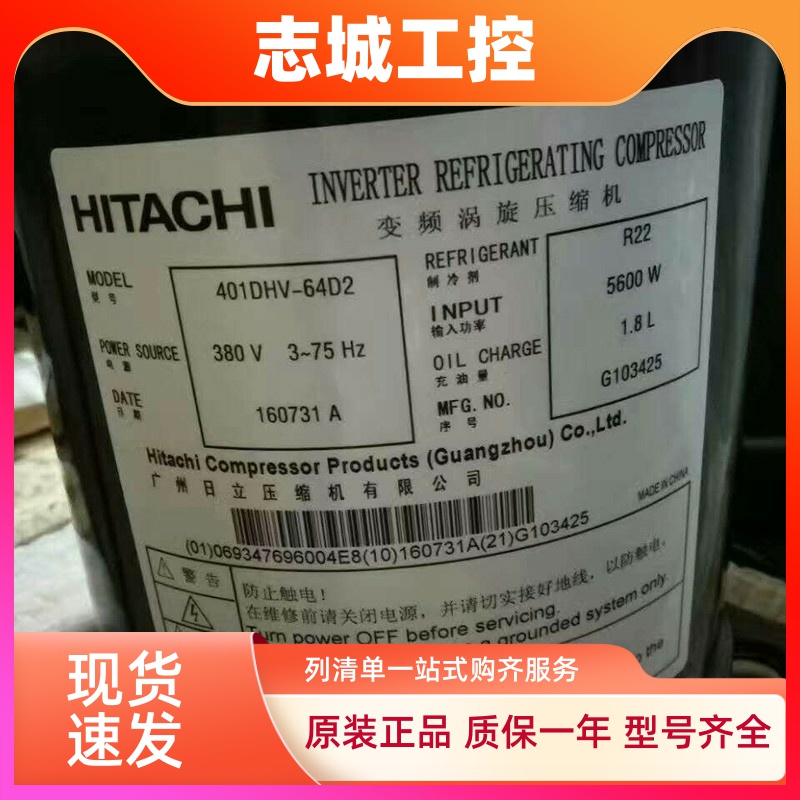 志城工控
HITACHI
INVERTER REFRIGERATING COMPRESSOR
变频涡旋压缩机
MODEL 401DHV-64D2
型号
POWER SOURCE 380 V 3~75 Hz
电源
DATE 160731 A
日期
REFRIGERANT R22
制冷剂
INPUT 5600 W
输入功率
OIL CHARGE 1.8 L
充油量
MFG. NO. G103425
序号
Hitachi Compressor Products (Guangzhou) Co.,Ltd.
广州日立压缩机有限公司
MADE IN CHINA
(01)069347696004E8(10)160731A(21)G103425
警告
防止触电!
在维修前请关闭电源，并请切实接好地线，以防触电.
Turn power OFF before servicing.
grounded system only.
the
现货
速发
列清单一站式购齐服务
原装正品 质保一年 型号齐全